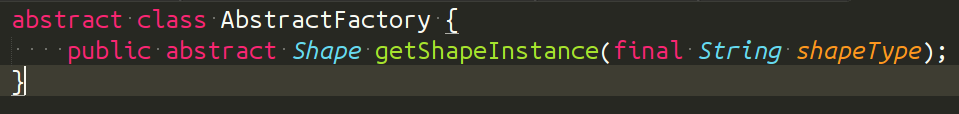 abstract class AbstractFactory {
    public abstract Shape getShapeInstance(final String shapeType);
}